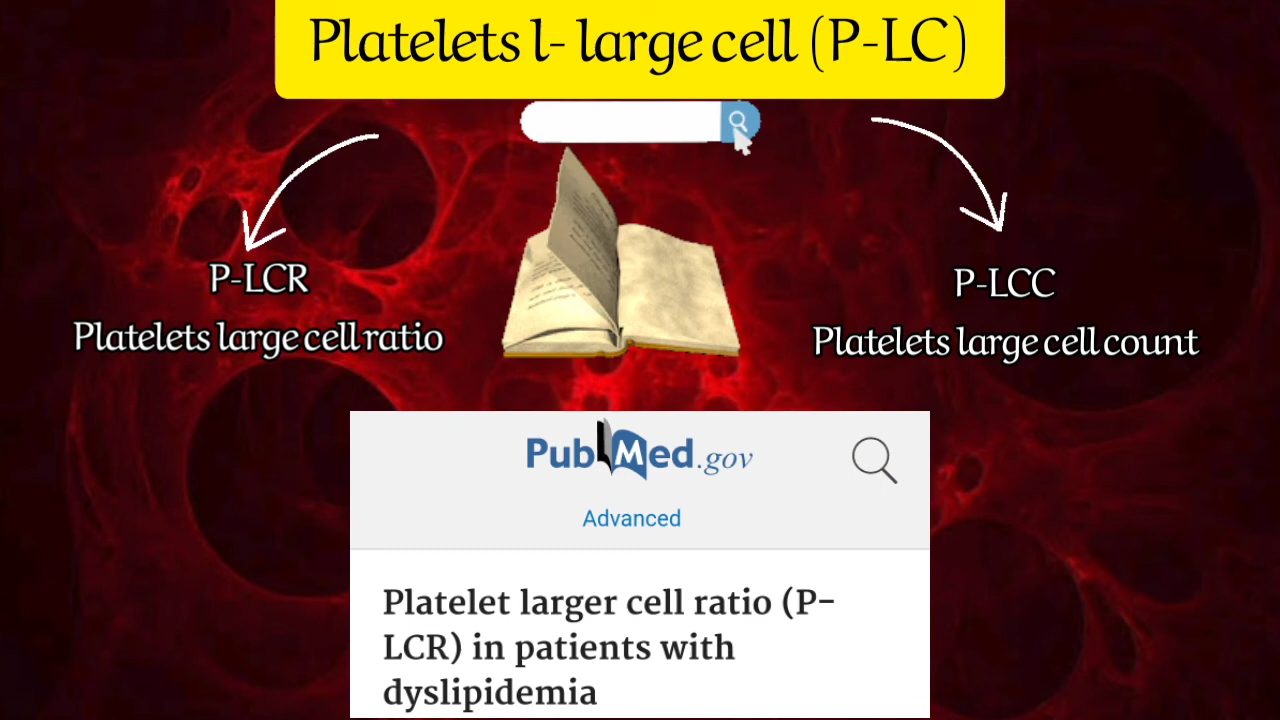 Platelets l- large cell (P-LC)
P-LCR
Platelets large cell ratio
P-LCC
Platelets large cell count
PubMed.gov
Advanced
Platelet larger cell ratio (P-
LCR) in patients with
dyslipidemia